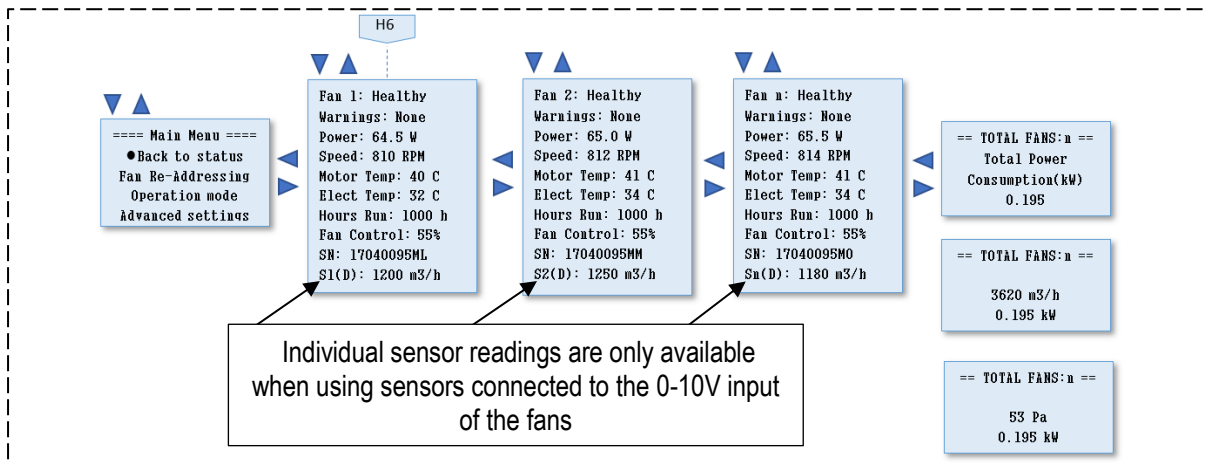 H6
==== Main Menu ====
●Back to status
Fan Re-Addressing
Operation mode
Advanced settings
Fan 1: Healthy
Warnings: None
Power: 64.5 W
Speed: 810 RPM
Motor Temp: 40 C
Elect Temp: 32 C
Hours Run: 1000 h
Fan Control: 55%
SN: 17040095ML
S1(D): 1200 m3/h
Fan 2: Healthy
Warnings: None
Power: 65.0 W
Speed: 812 RPM
Motor Temp: 41 C
Elect Temp: 34 C
Hours Run: 1000 h
Fan Control: 55%
SN: 17040095MM
S2(D): 1250 m3/h
Fan n: Healthy
Warnings: None
Power: 65.5 W
Speed: 814 RPM
Motor Temp: 41 C
Elect Temp: 34 C
Hours Run: 1000 h
Fan Control: 55%
SN: 17040095MO
Sn(D): 1180 m3/h
== TOTAL FANS:n ==
Total Power
Consumption(kW)
0.195
== TOTAL FANS:n ==
3620 m3/h
0.195 kW
== TOTAL FANS:n ==
53 Pa
0.195 kW
Individual sensor readings are only available
when using sensors connected to the 0-10V input
of the fans